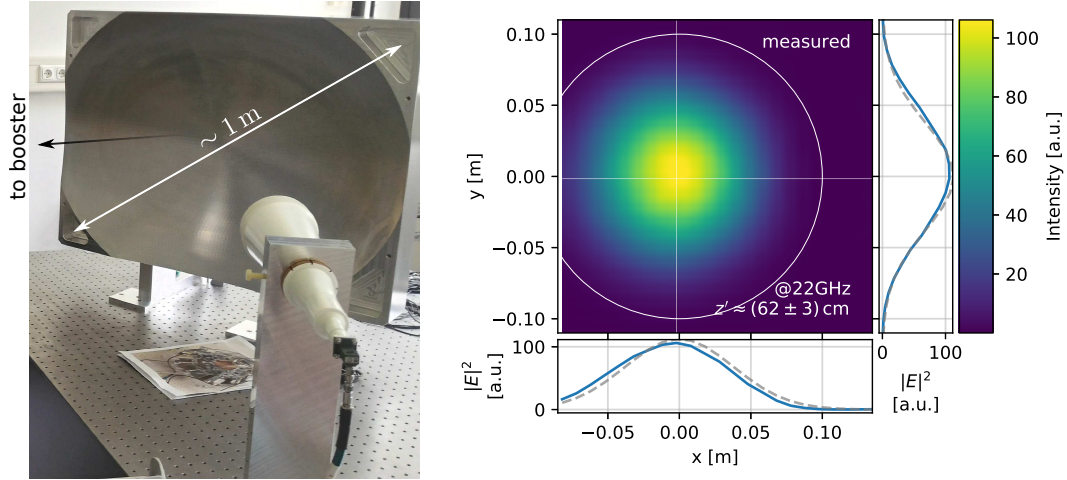 to booster
~ 1 m
measured
@22GHz
z′ ≈ (62 ± 3) cm
y [m]
0.10
0.05
0.00
−0.05
−0.10
|E|²
[a.u.]
100
0
−0.05
0.00
0.05
0.10
x [m]
0
100
|E|²
[a.u.]
100
80
60
40
20
Intensity [a.u.]